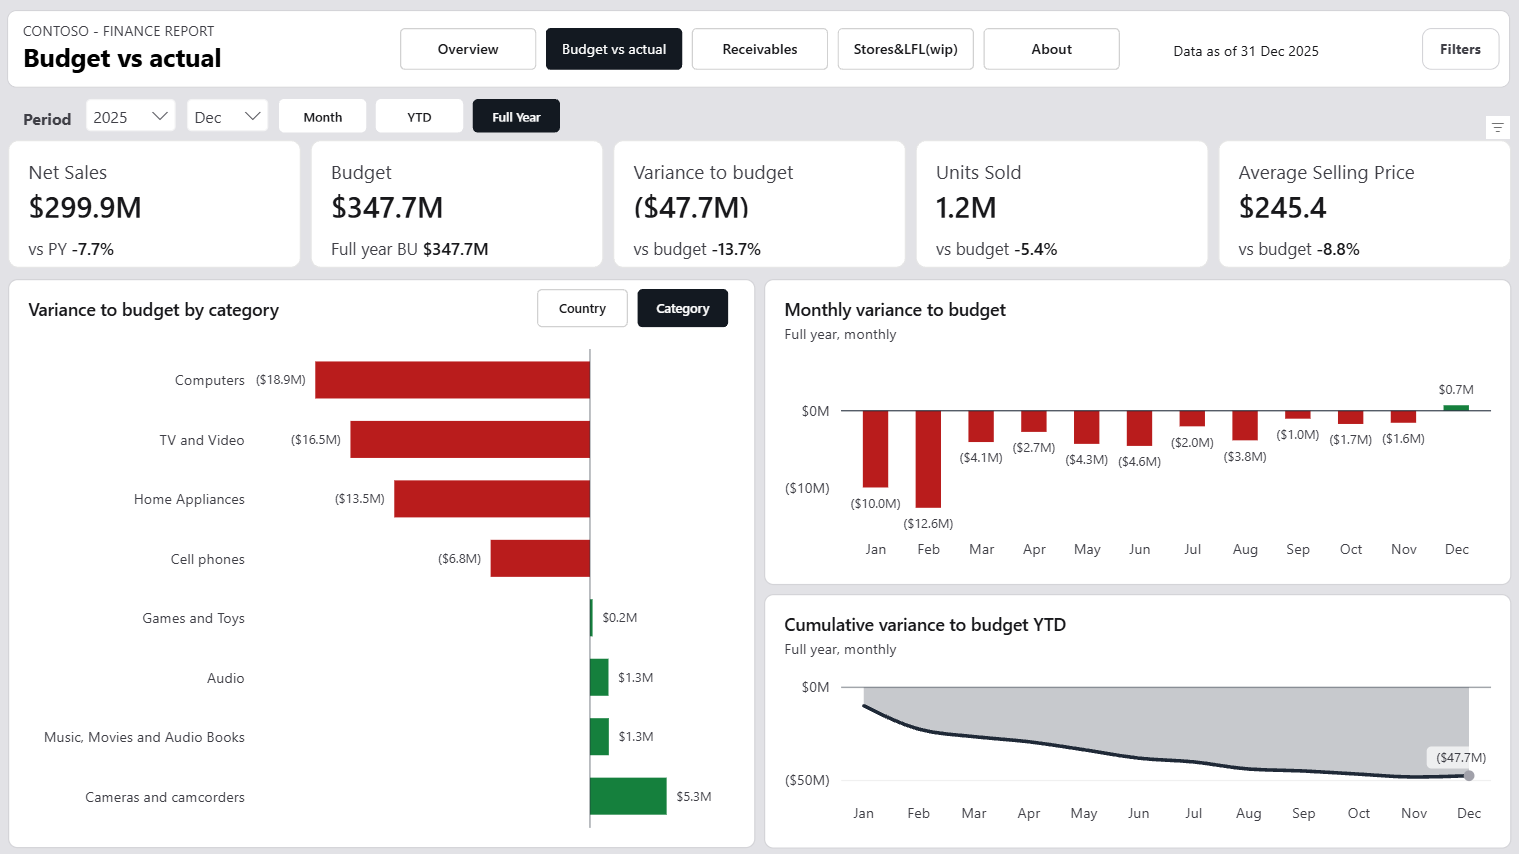 CONTOSO - FINANCE REPORT
Budget vs actual
Overview
Budget vs actual
Receivables
Stores&LFL(wip)
About
Data as of 31 Dec 2025
Filters
Period
2025
Dec
Month
YTD
Full Year
Net Sales
$299.9M
vs PY -7.7%
Budget
$347.7M
Full year BU $347.7M
Variance to budget
($47.7M)
vs budget -13.7%
Units Sold
1.2M
vs budget -5.4%
Average Selling Price
$245.4
vs budget -8.8%
Variance to budget by category
Country
Category
Computers ($18.9M)
TV and Video ($16.5M)
Home Appliances ($13.5M)
Cell phones ($6.8M)
Games and Toys $0.2M
Audio $1.3M
Music, Movies and Audio Books $1.3M
Cameras and camcorders $5.3M
Monthly variance to budget
Full year, monthly
$0M
($10M)
($10.0M)
($12.6M)
($4.1M)
($2.7M)
($4.3M)
($4.6M)
($2.0M)
($3.8M)
($1.0M)
($1.7M)
($1.6M)
$0.7M
Jan Feb Mar Apr May Jun Jul Aug Sep Oct Nov Dec
Cumulative variance to budget YTD
Full year, monthly
$0M
($50M)
($47.7M)
Jan Feb Mar Apr May Jun Jul Aug Sep Oct Nov Dec